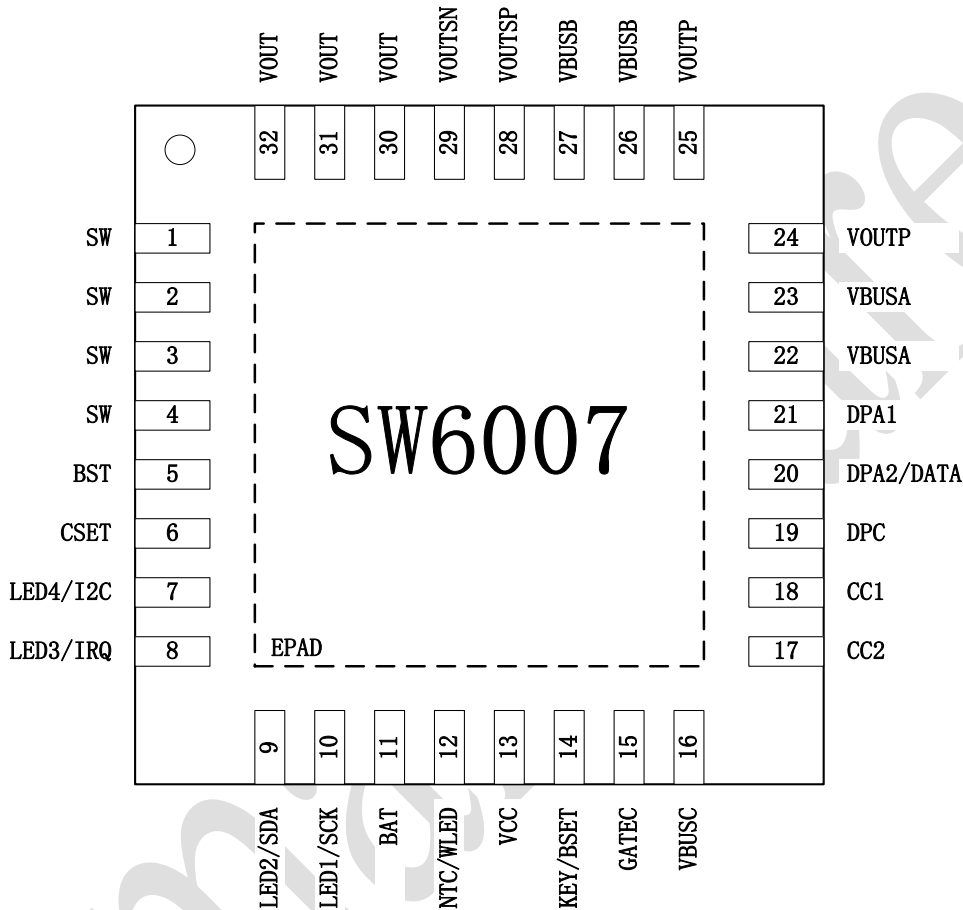 VOUT VOUT VOUT VOUTSN VOUTSP VBUSB VBUSB VOUTP
32 31 30 29 28 27 26 25
SW 1 24 VOUTP
SW 2 23 VBUSA
SW 3 22 VBUSA
SW 4 21 DPA1
SW6007
BST 5 20 DPA2/DATA
CSET 6 19 DPC
LED4/I2C 7 18 CC1
LED3/IRQ 8 EPAD 17 CC2
9 10 11 12 13 14 15 16
LED2/SDA LED1/SCK BAT NTC/WLED VCC KEY/BSET GATEC VBUSC